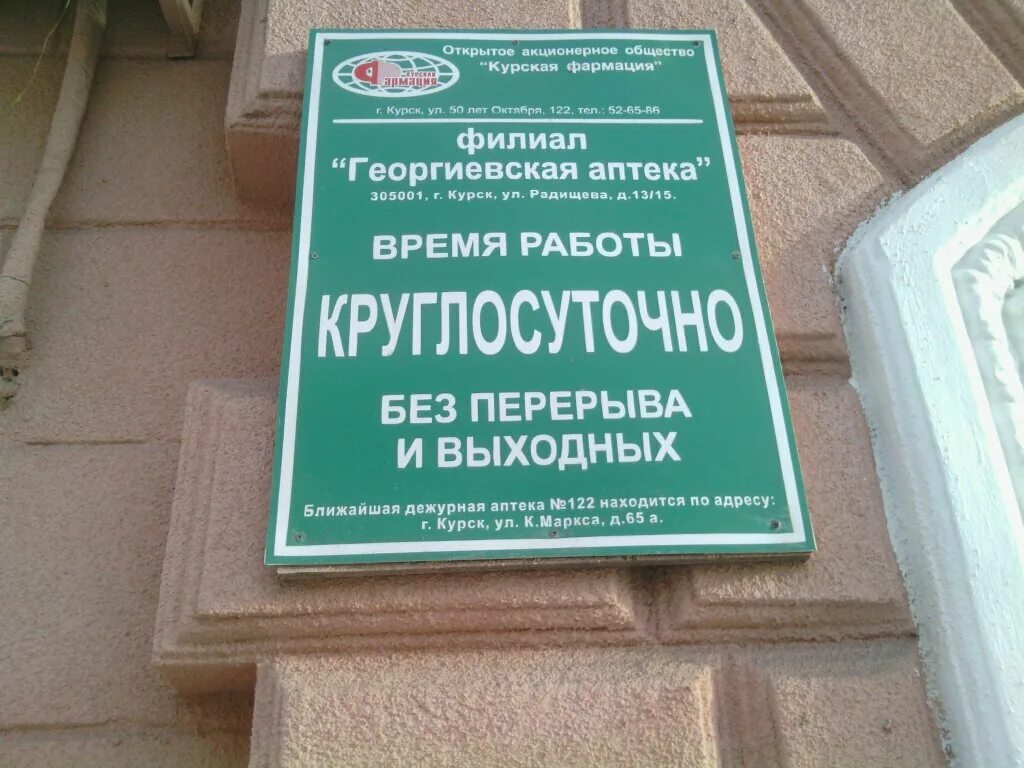 Открытое акционерное общество
"Курская фармация"
КУРСКАЯ
Фармация
г. Курск, ул. 50 лет Октября, 122, тел.: 52-65-86
филиал
"Георгиевская аптека"
305001, г. Курск, ул. Радищева, д.13/15.
ВРЕМЯ РАБОТЫ
КРУГЛОСУТОЧНО
БЕЗ ПЕРЕРЫВА
И ВЫХОДНЫХ
Ближайшая дежурная аптека №122 находится по адресу:
г. Курск, ул. К.Маркса, д.65 а.